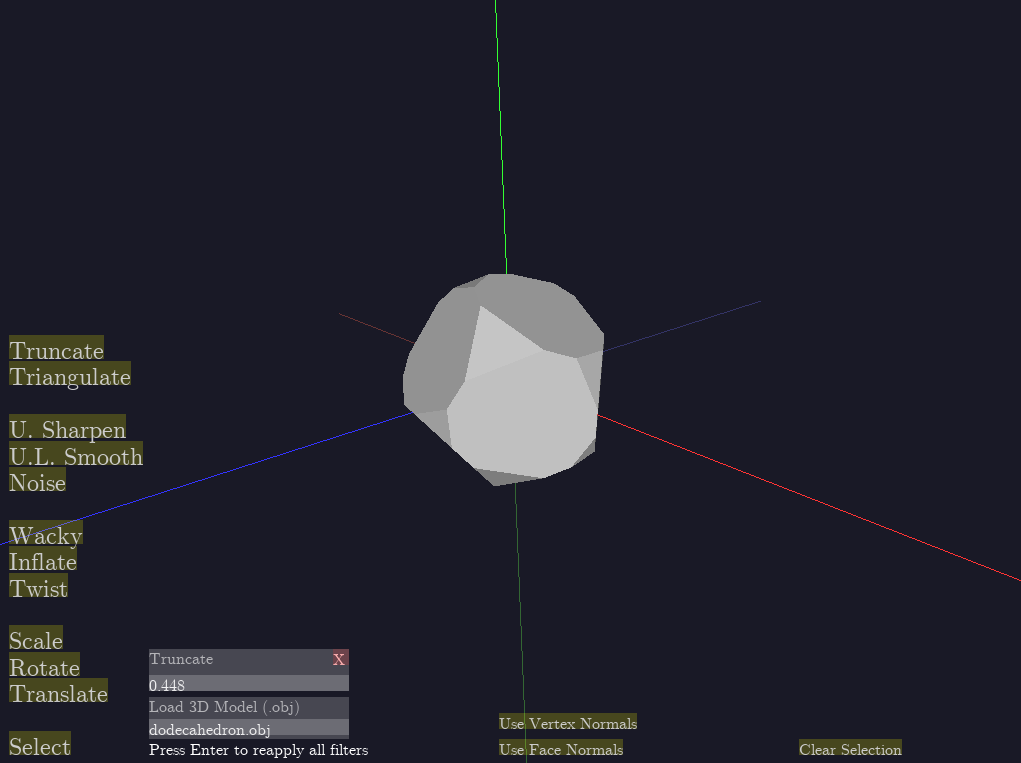 Truncate
Triangulate
U. Sharpen
U.L. Smooth
Noise
Wacky
Inflate
Twist
Scale
Rotate
Translate
Select
Truncate X
0.448
Load 3D Model (.obj)
dodecahedron.obj
Press Enter to reapply all filters
Use Vertex Normals
Use Face Normals
Clear Selection